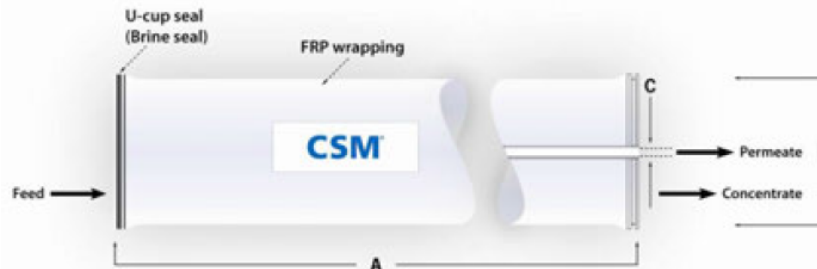 U-cup seal
(Brine seal)
FRP wrapping
C
CSM
Permeate
Feed
Concentrate
A